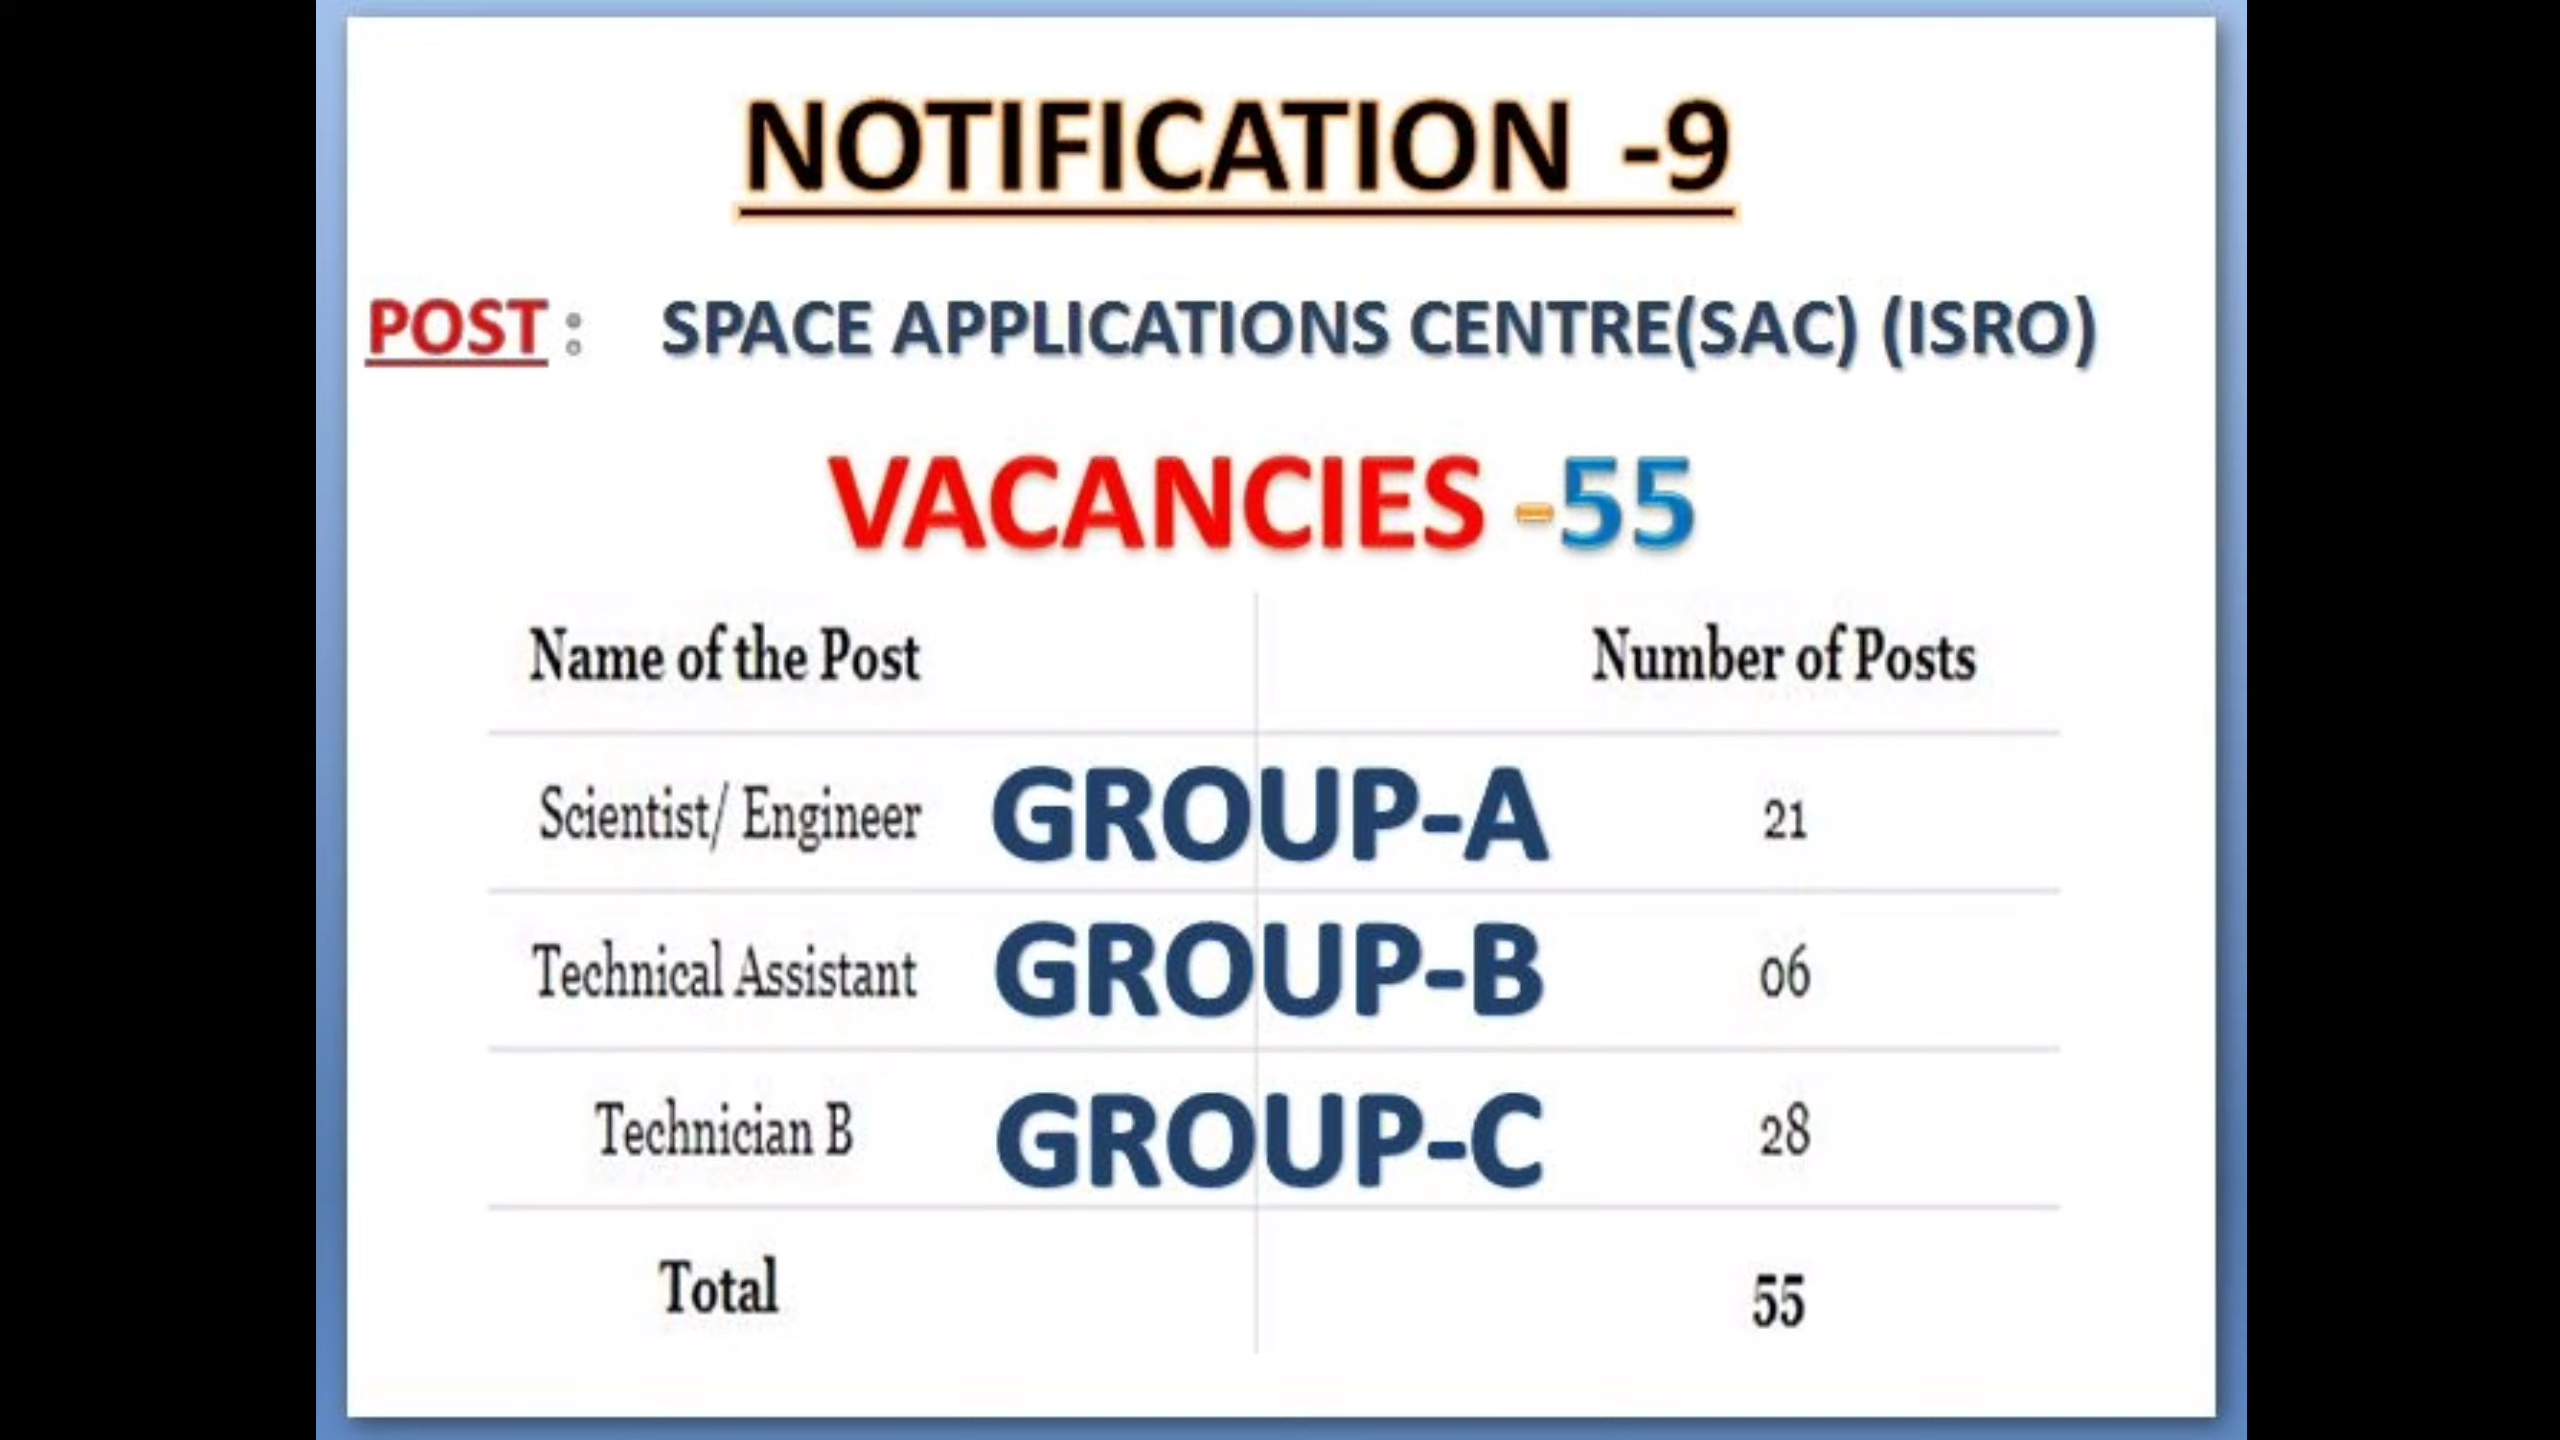 NOTIFICATION -9
POST : SPACE APPLICATIONS CENTRE(SAC) (ISRO)
VACANCIES -55
Name of the Post Number of Posts
Scientist/ Engineer GROUP-A 21
Technical Assistant GROUP-B 06
Technician B GROUP-C 28
Total 55